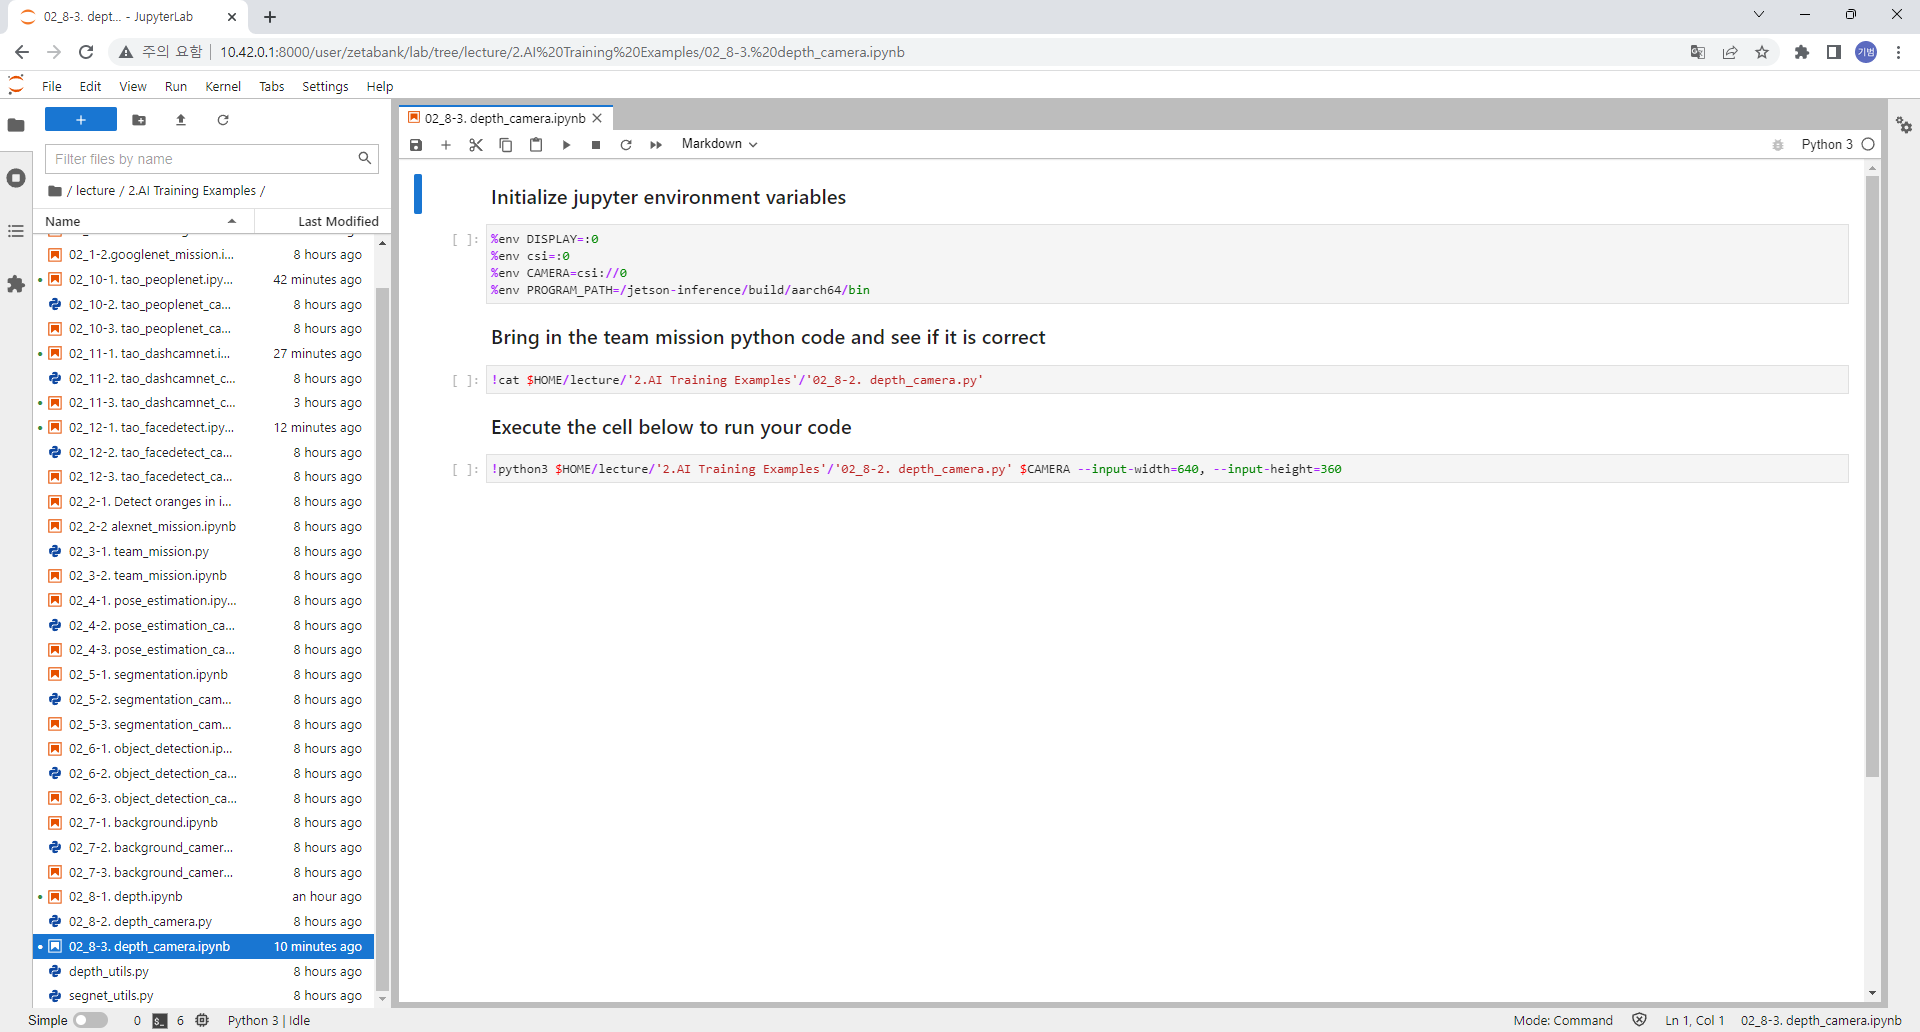 02_8-3. dept... - JupyterLab
주의 요함
10.42.0.1:8000/user/zetabank/lab/tree/lecture/2.AI%20Training%20Examples/02_8-3.%20depth_camera.ipynb
기범
File Edit View Run Kernel Tabs Settings Help
Filter files by name
/ lecture / 2.AI Training Examples /
Name Last Modified
02_1-2.googlenet_mission.i... 8 hours ago
02_10-1. tao_peoplenet.ipy... 42 minutes ago
02_10-2. tao_peoplenet_ca... 8 hours ago
02_10-3. tao_peoplenet_ca... 8 hours ago
02_11-1. tao_dashcamnet.i... 27 minutes ago
02_11-2. tao_dashcamnet_c... 8 hours ago
02_11-3. tao_dashcamnet_c... 3 hours ago
02_12-1. tao_facedetect.ipy... 12 minutes ago
02_12-2. tao_facedetect_ca... 8 hours ago
02_12-3. tao_facedetect_ca... 8 hours ago
02_2-1. Detect oranges in i... 8 hours ago
02_2-2 alexnet_mission.ipynb 8 hours ago
02_3-1. team_mission.py 8 hours ago
02_3-2. team_mission.ipynb 8 hours ago
02_4-1. pose_estimation.ipy... 8 hours ago
02_4-2. pose_estimation_ca... 8 hours ago
02_4-3. pose_estimation_ca... 8 hours ago
02_5-1. segmentation.ipynb 8 hours ago
02_5-2. segmentation_cam... 8 hours ago
02_5-3. segmentation_cam... 8 hours ago
02_6-1. object_detection.ip... 8 hours ago
02_6-2. object_detection_ca... 8 hours ago
02_6-3. object_detection_ca... 8 hours ago
02_7-1. background.ipynb 8 hours ago
02_7-2. background_camer... 8 hours ago
02_7-3. background_camer... 8 hours ago
02_8-1. depth.ipynb an hour ago
02_8-2. depth_camera.py 8 hours ago
02_8-3. depth_camera.ipynb 10 minutes ago
depth_utils.py 8 hours ago
segnet_utils.py 8 hours ago
02_8-3. depth_camera.ipynb
Markdown
Python 3
Initialize jupyter environment variables
[ ]: %env DISPLAY=:0
%env csi=:0
%env CAMERA=csi://0
%env PROGRAM_PATH=/jetson-inference/build/aarch64/bin
Bring in the team mission python code and see if it is correct
[ ]: !cat $HOME/lecture/'2.AI Training Examples'/'02_8-2. depth_camera.py'
Execute the cell below to run your code
[ ]: !python3 $HOME/lecture/'2.AI Training Examples'/'02_8-2. depth_camera.py' $CAMERA --input-width=640, --input-height=360
Simple 0 6 Python 3 | Idle
Mode: Command Ln 1, Col 1 02_8-3. depth_camera.ipynb